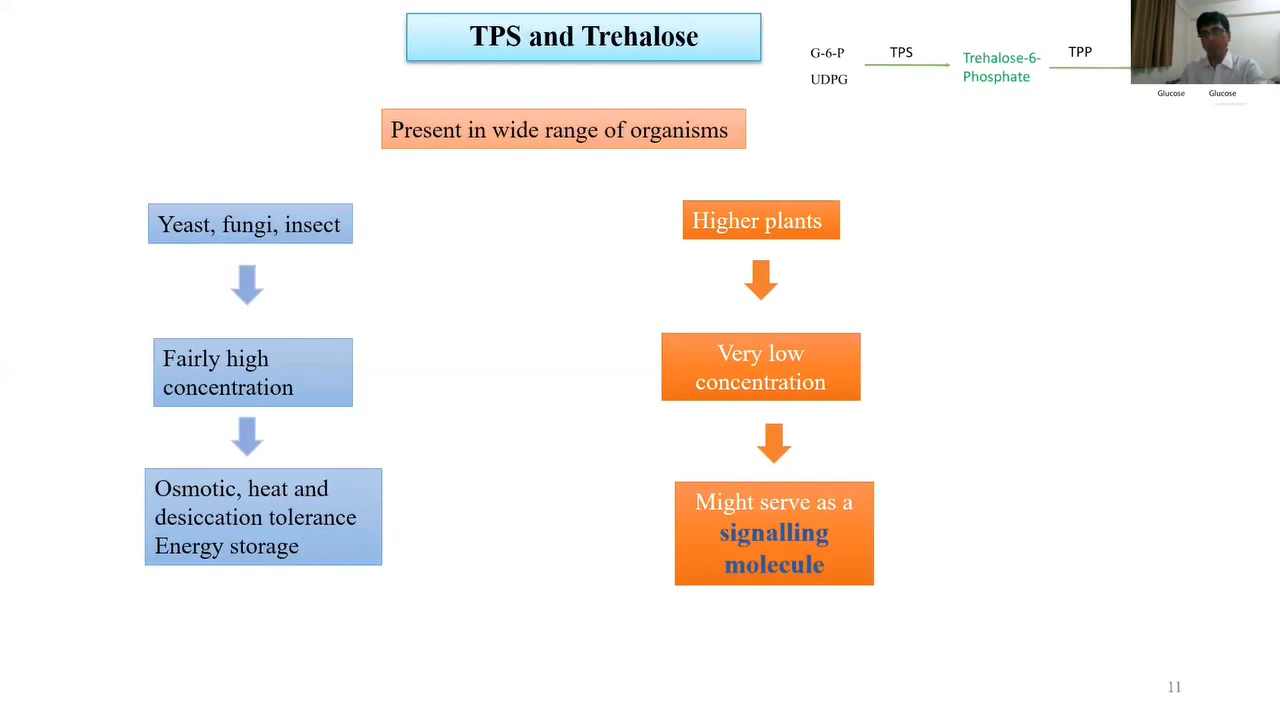 TPS and Trehalose
G-6-P
UDPG
TPS
Trehalose-6-
Phosphate
TPP
Glucose Glucose
Present in wide range of organisms
Yeast, fungi, insect
Fairly high
concentration
Osmotic, heat and
desiccation tolerance
Energy storage
Higher plants
Very low
concentration
Might serve as a
signalling
molecule
11